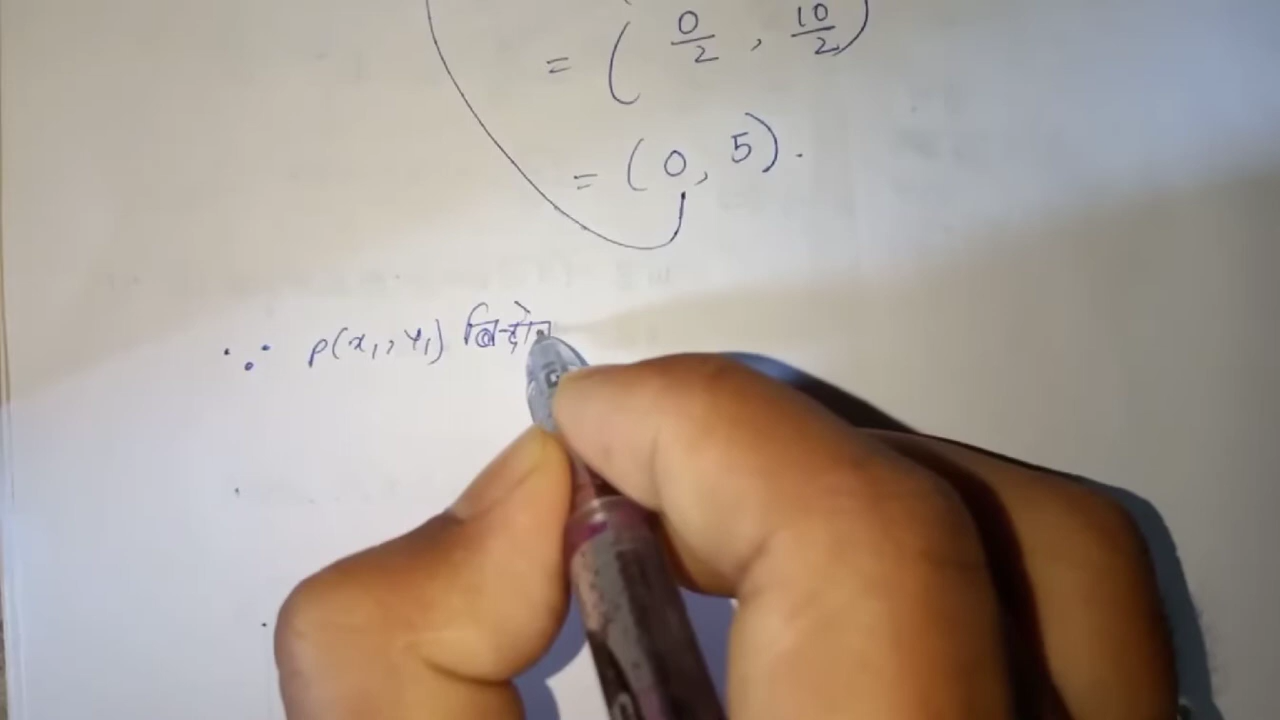 = ( 0/2 , 10/2 )
= (0, 5).
∵ P(x₁, y₁)